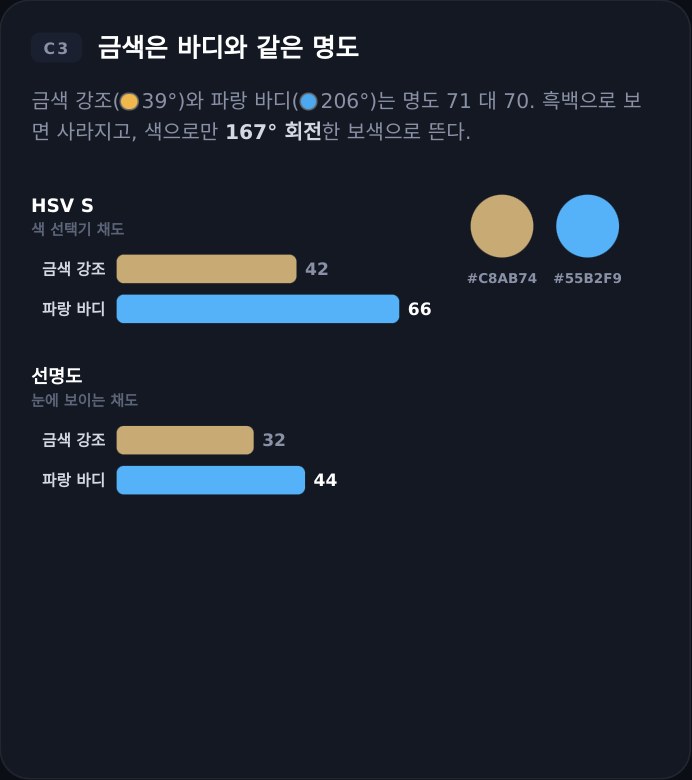 C3 금색은 바디와 같은 명도
금색 강조(39°)와 파랑 바디(206°)는 명도 71 대 70. 흑백으로 보
면 사라지고, 색으로만 167° 회전한 보색으로 뜬다.
HSV S
색 선택기 채도
금색 강조 42
파랑 바디 66
#C8AB74 #55B2F9
선명도
눈에 보이는 채도
금색 강조 32
파랑 바디 44